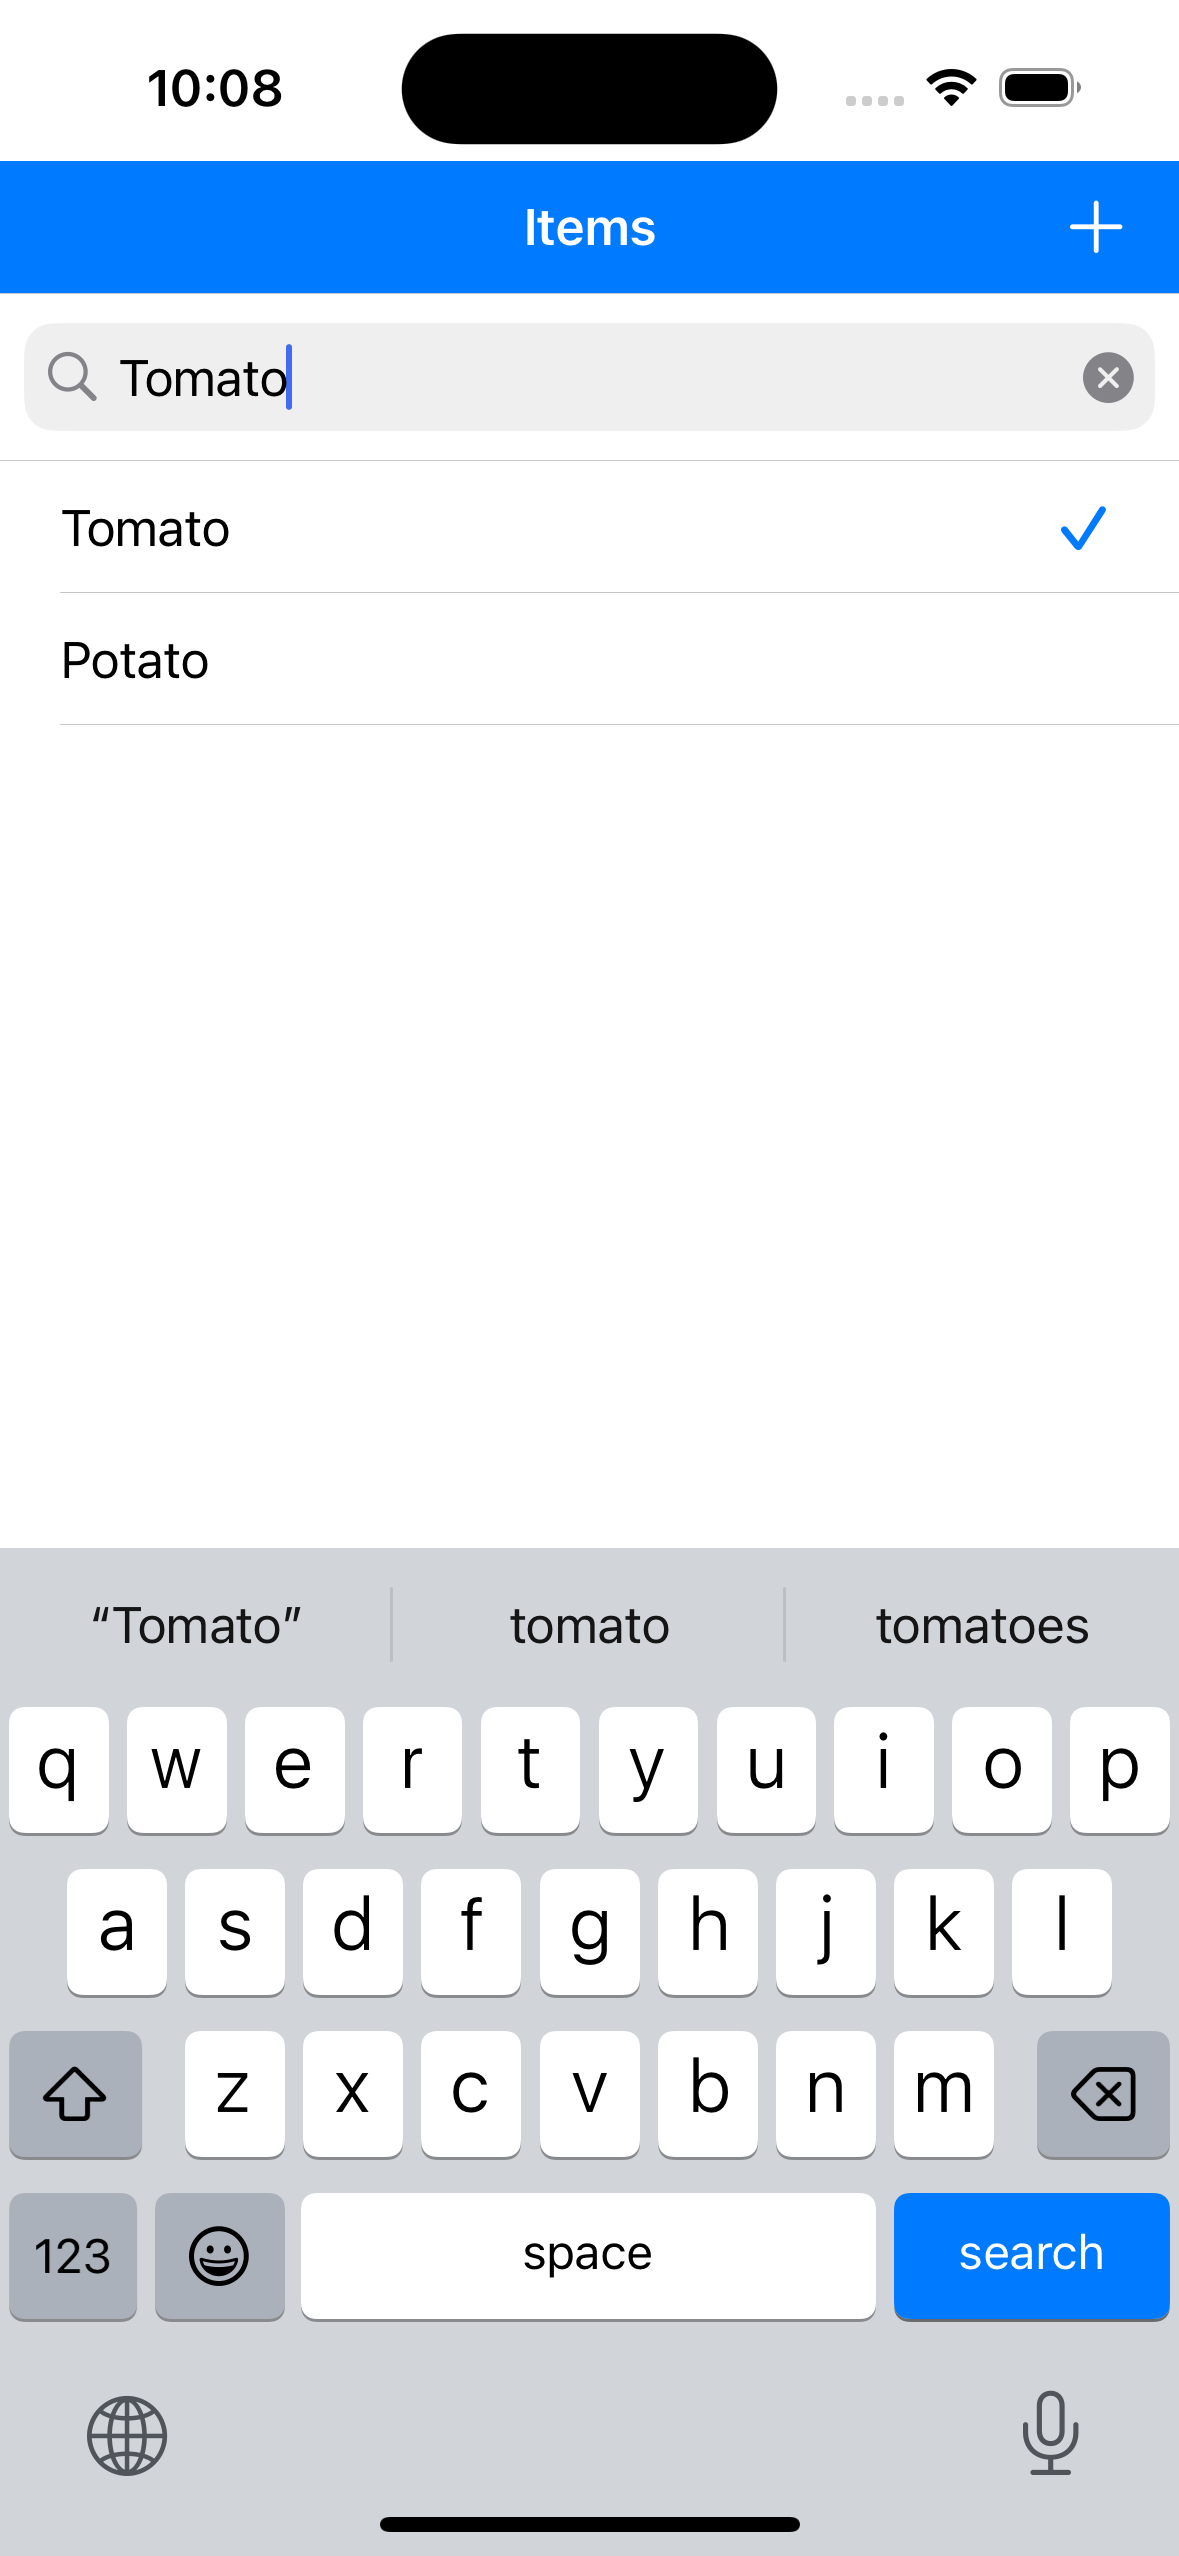 10:08
Items
Tomato
Tomato
Potato
“Tomato” tomato tomatoes
q w e r t y u i o p
a s d f g h j k l
z x c v b n m
123 space search